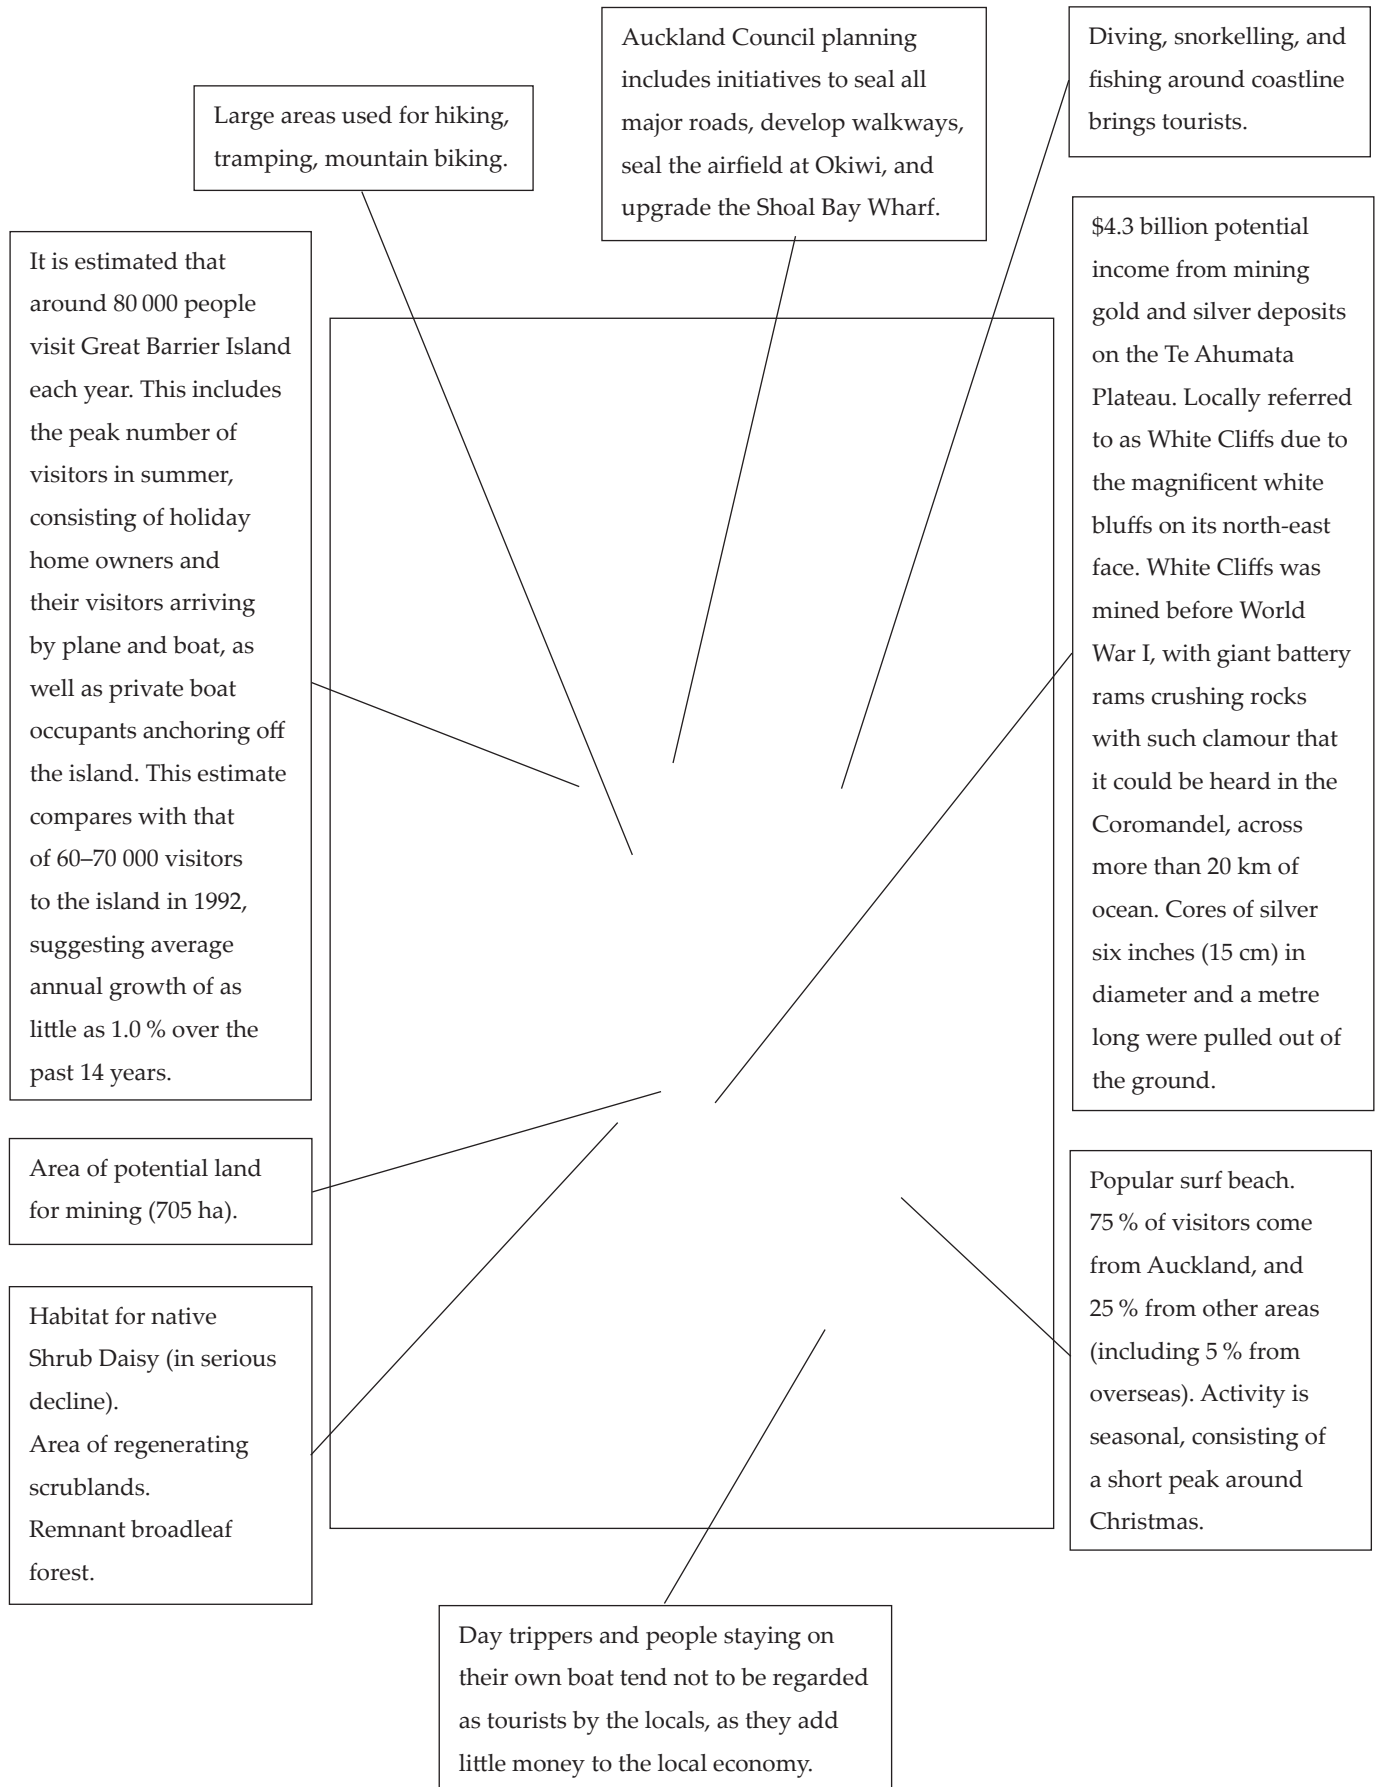 Auckland Council planning
includes initiatives to seal all
major roads, develop walkways,
seal the airfield at Okiwi, and
upgrade the Shoal Bay Wharf.
Diving, snorkelling, and
fishing around coastline
brings tourists.
Large areas used for hiking,
tramping, mountain biking.
$4.3 billion potential
income from mining
gold and silver deposits
on the Te Ahumata
Plateau. Locally referred
to as White Cliffs due to
the magnificent white
bluffs on its north-east
face. White Cliffs was
mined before World
War I, with giant battery
rams crushing rocks
with such clamour that
it could be heard in the
Coromandel, across
more than 20 km of
ocean. Cores of silver
six inches (15 cm) in
diameter and a metre
long were pulled out of
the ground.
It is estimated that
around 80 000 people
visit Great Barrier Island
each year. This includes
the peak number of
visitors in summer,
consisting of holiday
home owners and
their visitors arriving
by plane and boat, as
well as private boat
occupants anchoring off
the island. This estimate
compares with that
of 60–70 000 visitors
to the island in 1992,
suggesting average
annual growth of as
little as 1.0 % over the
past 14 years.
Area of potential land
for mining (705 ha).
Popular surf beach.
75 % of visitors come
from Auckland, and
25 % from other areas
(including 5 % from
overseas). Activity is
seasonal, consisting of
a short peak around
Christmas.
Habitat for native
Shrub Daisy (in serious
decline).
Area of regenerating
scrublands.
Remnant broadleaf
forest.
Day trippers and people staying on
their own boat tend not to be regarded
as tourists by the locals, as they add
little money to the local economy.